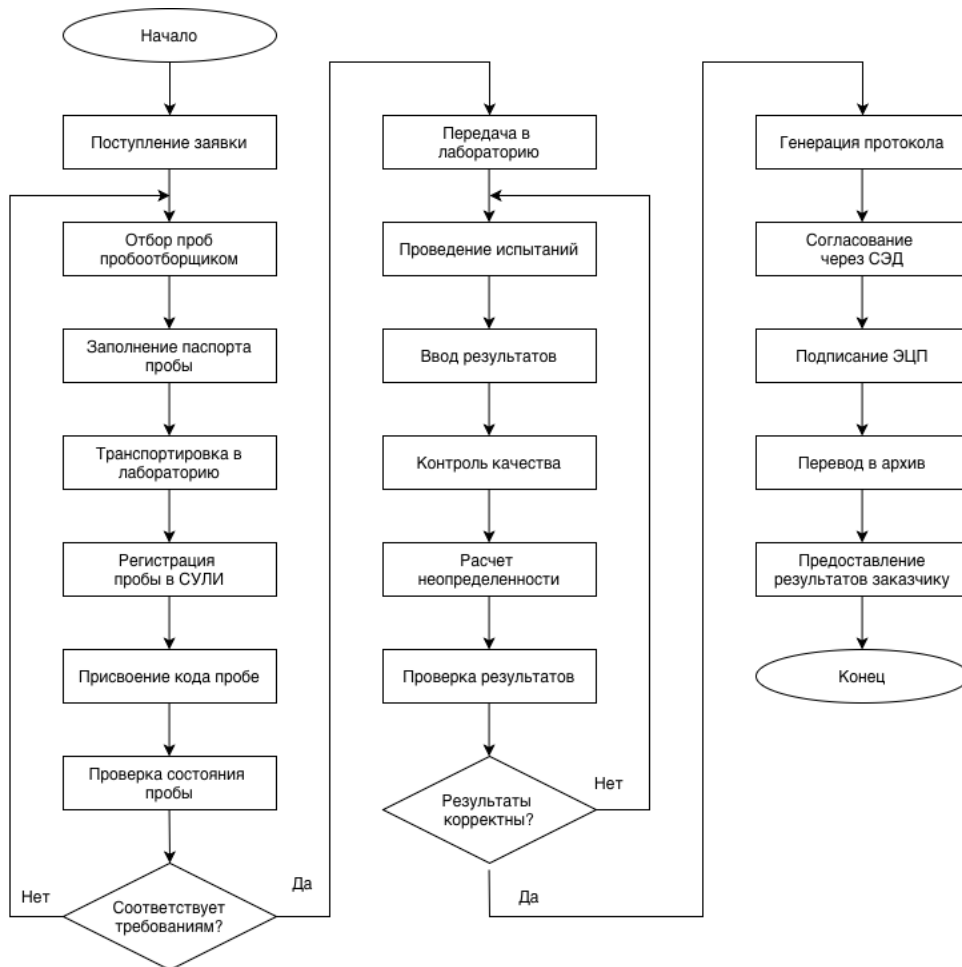 Начало
Поступление заявки
Отбор проб
пробоотборщиком
Заполнение паспорта
пробы
Транспортировка в
лабораторию
Регистрация
пробы в СУЛИ
Присвоение кода пробе
Проверка состояния
пробы
Соответствует
требованиям?
Нет
Да
Передача в
лабораторию
Проведение испытаний
Ввод результатов
Контроль качества
Расчет
неопределенности
Проверка результатов
Результаты
корректны?
Нет
Да
Генерация протокола
Согласование
через СЭД
Подписание ЭЦП
Перевод в архив
Предоставление
результатов заказчику
Конец